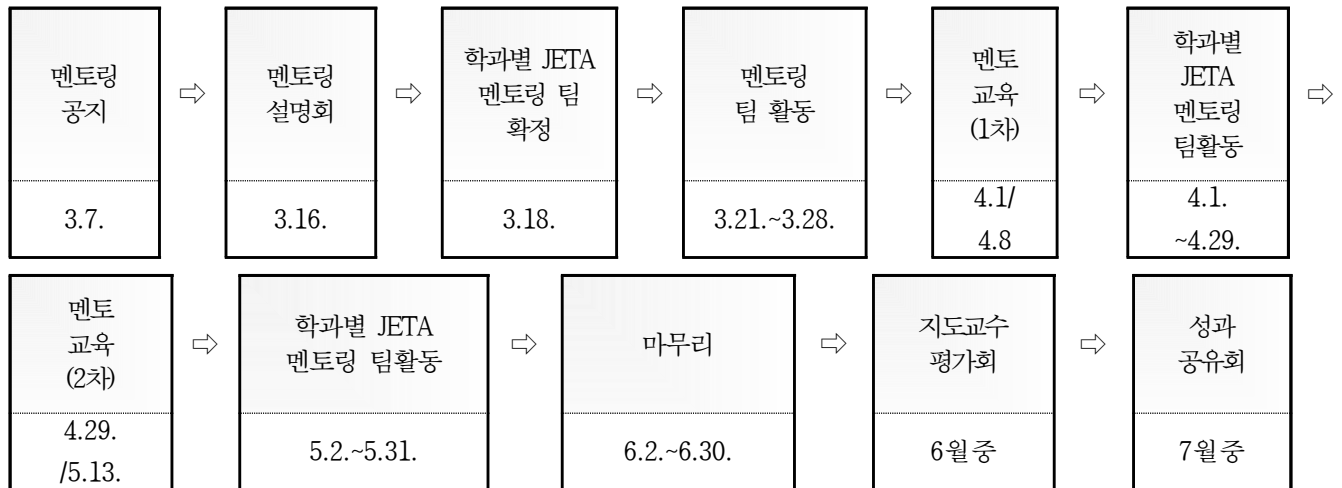 멘토링
공지
⇨
멘토링
설명회
⇨
학과별 JETA
멘토링 팀
확정
⇨
멘토링
팀 활동
⇨
멘토
교육
(1차)
⇨
학과별
JETA
멘토링
팀활동
⇨
3.7.
3.16.
3.18.
3.21.~3.28.
4.1/
4.8
4.1.
~4.29.
멘토
교육
(2차)
⇨
학과별 JETA
멘토링 팀활동
⇨
마무리
⇨
지도교수
평가회
⇨
성과
공유회
4.29.
/5.13.
5.2.~5.31.
6.2.~6.30.
6월 중
7월 중